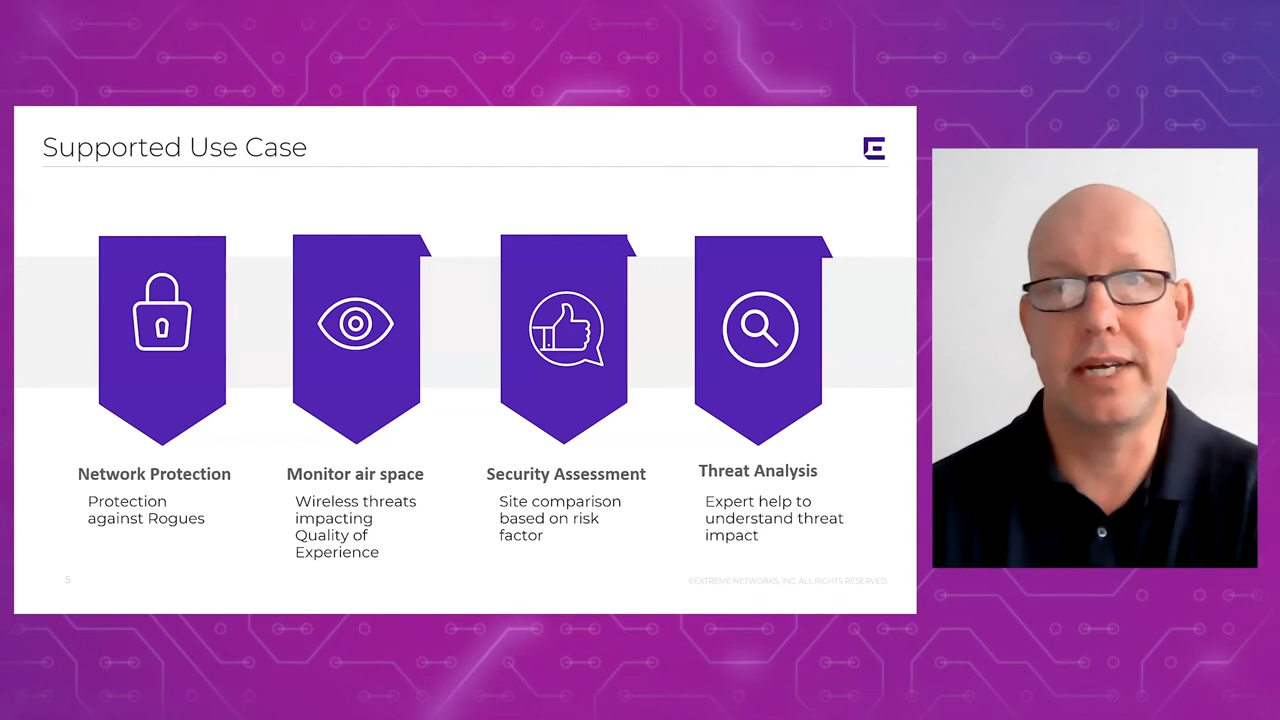 Supported Use Case
Network Protection
Protection
against Rogues
Monitor air space
Wireless threats
impacting
Quality of
Experience
Security Assessment
Site comparison
based on risk
factor
Threat Analysis
Expert help to
understand threat
impact
5
©EXTREME NETWORKS, INC. ALL RIGHTS RESERVED.